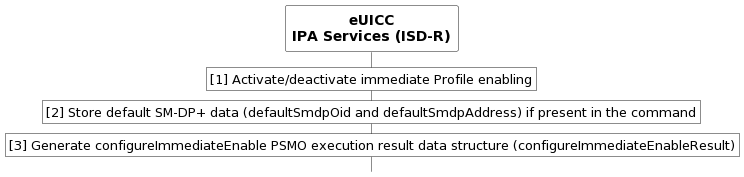 eUICC
IPA Services (ISD-R)
[1] Activate/deactivate immediate Profile enabling
[2] Store default SM-DP+ data (defaultSmdpOid and defaultSmdpAddress) if present in the command
[3] Generate configureImmediateEnable PSMO execution result data structure (configureImmediateEnableResult)